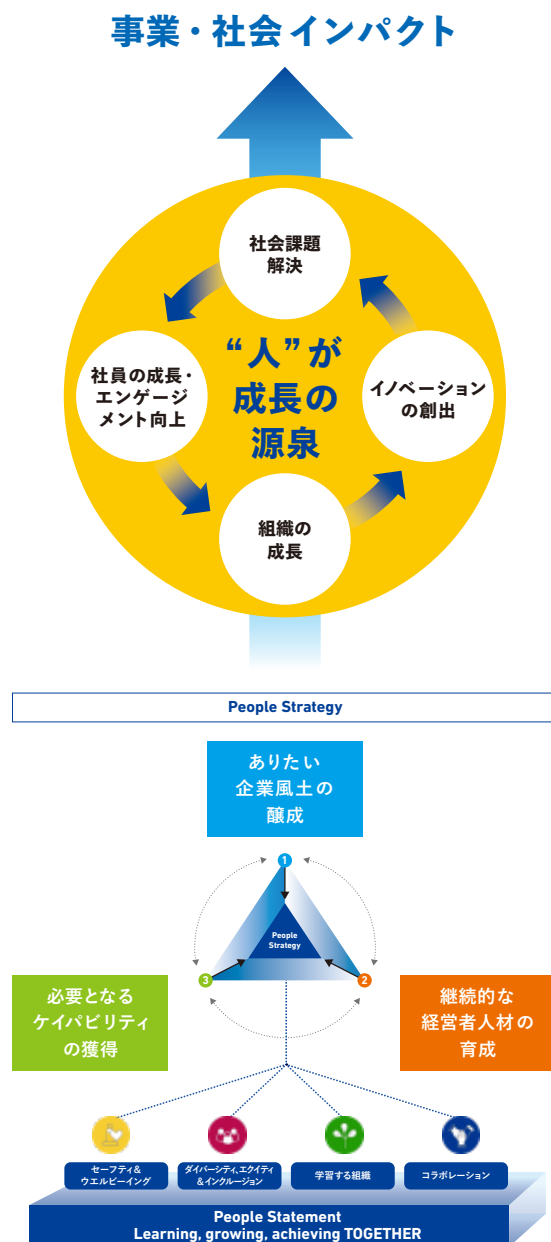 事業・社会インパクト
社会課題
解決
社員の成長・
エンゲージ
メント向上
“人”が
成長の
源泉
イノベーション
の創出
組織の
成長
People Strategy
ありたい
企業風土の
醸成
1
People
Strategy
3
2
必要となる
ケイパビリティ
の獲得
継続的な
経営者人材の
育成
セーフティ&
ウエルビーイング
ダイバーシティ、エクイティ
&インクルージョン
学習する組織
コラボレーション
People Statement
Learning, growing, achieving TOGETHER